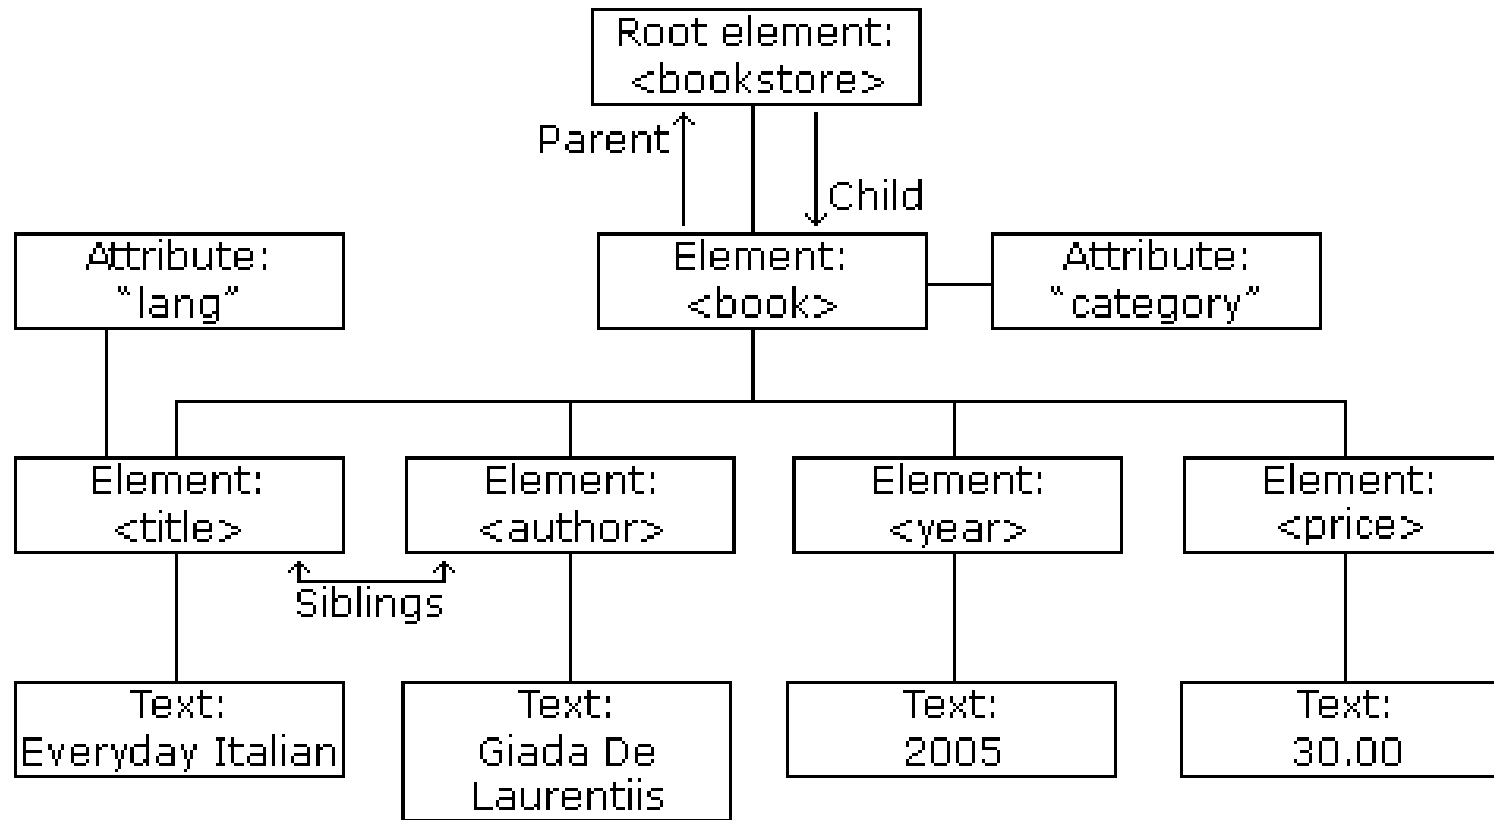 Root element:
<bookstore>
Parent
Child
Attribute:
“lang”
Element:
<book>
Attribute:
“category”
Element:
<title>
Element:
<author>
Element:
<year>
Element:
<price>
Siblings
Text:
Everyday Italian
Text:
Giada De
Laurentiis
Text:
2005
Text:
30.00